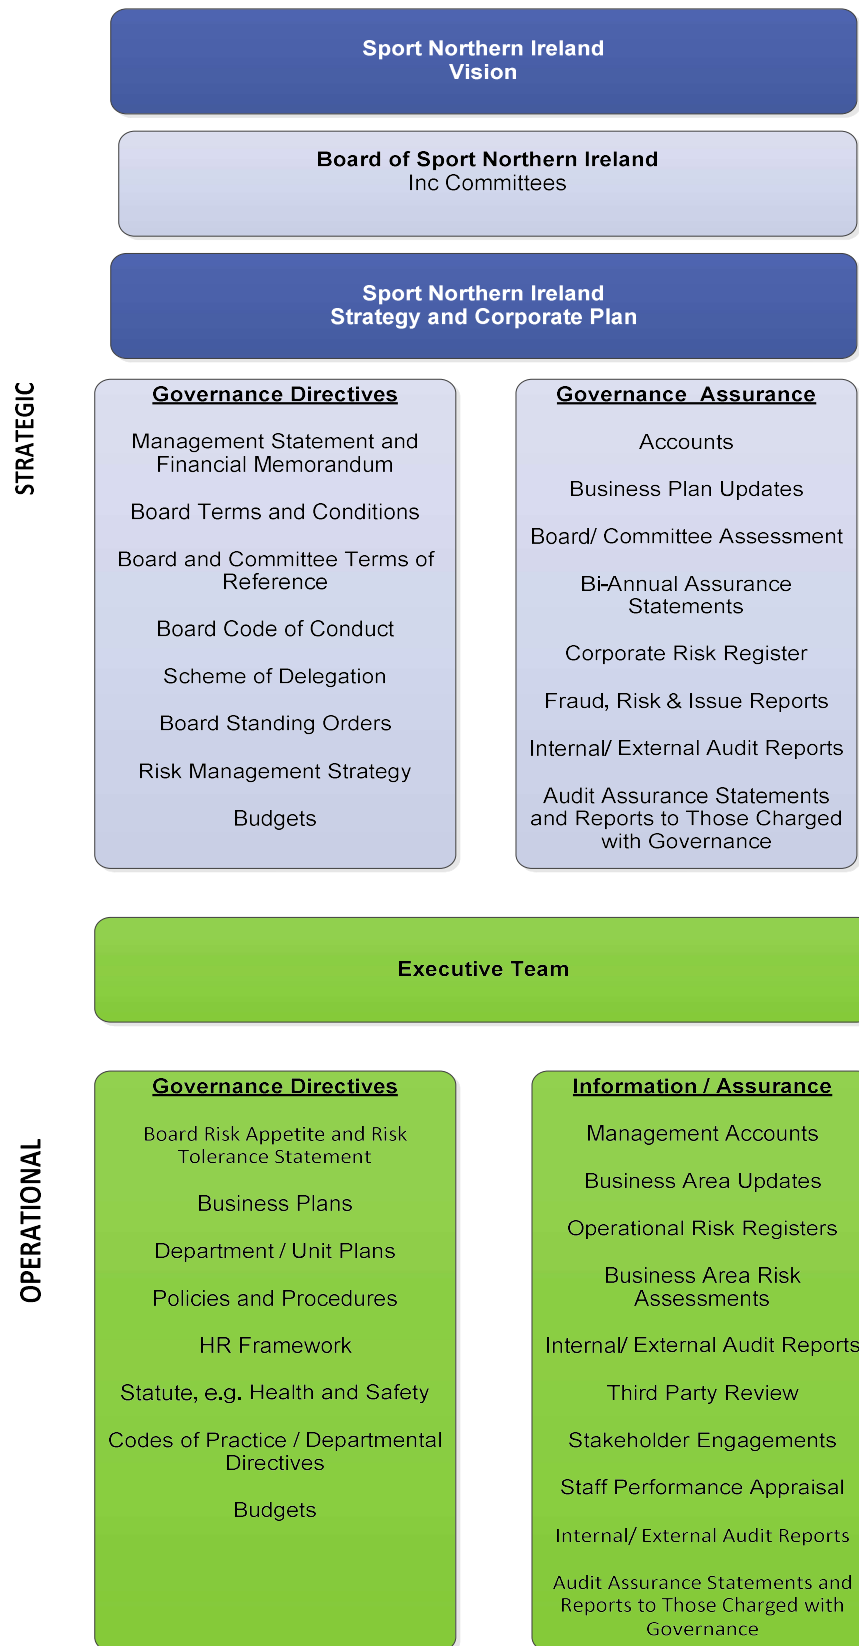 Sport Northern Ireland
Vision
Board of Sport Northern Ireland
Inc Committees
Sport Northern Ireland
Strategy and Corporate Plan
STRATEGIC
Governance Directives
Management Statement and
Financial Memorandum
Board Terms and Conditions
Board and Committee Terms of
Reference
Board Code of Conduct
Scheme of Delegation
Board Standing Orders
Risk Management Strategy
Budgets
Governance Assurance
Accounts
Business Plan Updates
Board/ Committee Assessment
Bi-Annual Assurance
Statements
Corporate Risk Register
Fraud, Risk & Issue Reports
Internal/ External Audit Reports
Audit Assurance Statements
and Reports to Those Charged
with Governance
Executive Team
OPERATIONAL
Governance Directives
Board Risk Appetite and Risk
Tolerance Statement
Business Plans
Department / Unit Plans
Policies and Procedures
HR Framework
Statute, e.g. Health and Safety
Codes of Practice / Departmental
Directives
Budgets
Information / Assurance
Management Accounts
Business Area Updates
Operational Risk Registers
Business Area Risk
Assessments
Internal/ External Audit Reports
Third Party Review
Stakeholder Engagements
Staff Performance Appraisal
Internal/ External Audit Reports
Audit Assurance Statements and
Reports to Those Charged with
Governance